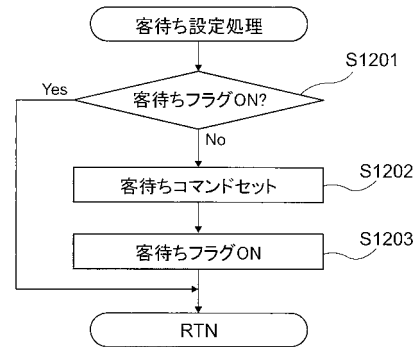 客待ち設定処理
S1201
Yes
客待ちフラグON?
No
S1202
客待ちコマンドセット
S1203
客待ちフラグON
RTN